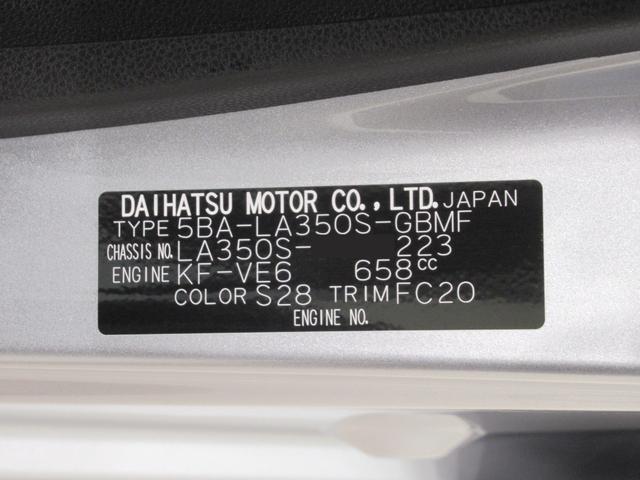 DAIHATSU MOTOR CO.,LTD. JAPAN
TYPE 5BA-LA350S-GBMF
CHASSIS NO. LA350S- 223
ENGINE KF-VE6 658cc
COLOR S28 TRIM FC20
ENGINE NO.